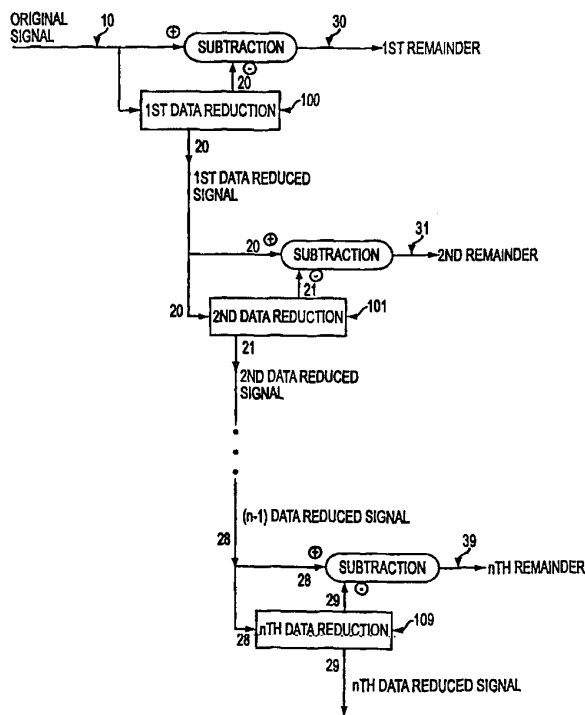 ORIGINAL
SIGNAL
10
⊕
SUBTRACTION
30
1ST REMAINDER
⊖
20
1ST DATA REDUCTION
100
20
1ST DATA REDUCED
SIGNAL
20
⊕
SUBTRACTION
31
2ND REMAINDER
⊖
21
20
2ND DATA REDUCTION
101
21
2ND DATA REDUCED
SIGNAL
(n-1) DATA REDUCED SIGNAL
28
⊕
28
SUBTRACTION
39
nTH REMAINDER
⊖
29
28
nTH DATA REDUCTION
109
29
nTH DATA REDUCED SIGNAL